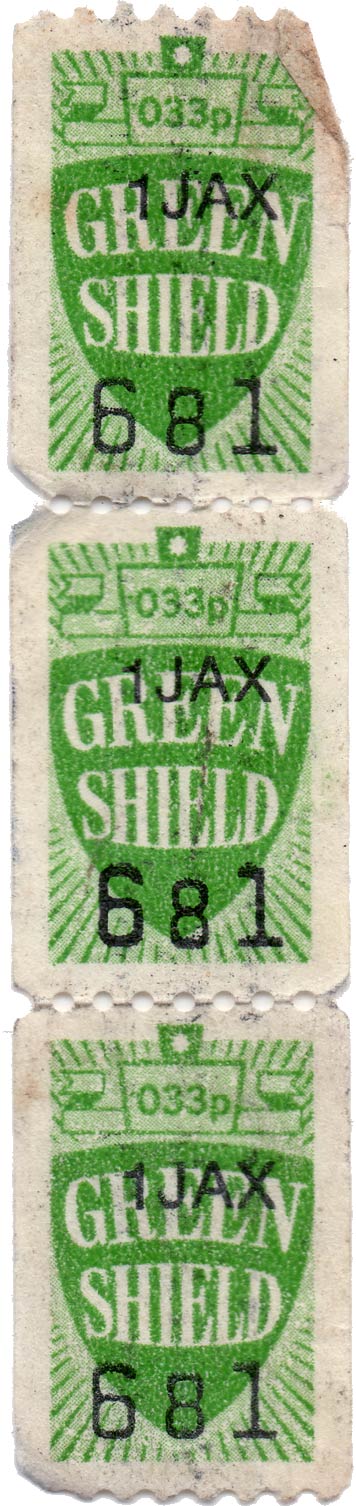 033p
1JAX
GREEN
SHIELD
681
033p
1JAX
GREEN
SHIELD
681
033p
1JAX
GREEN
SHIELD
681